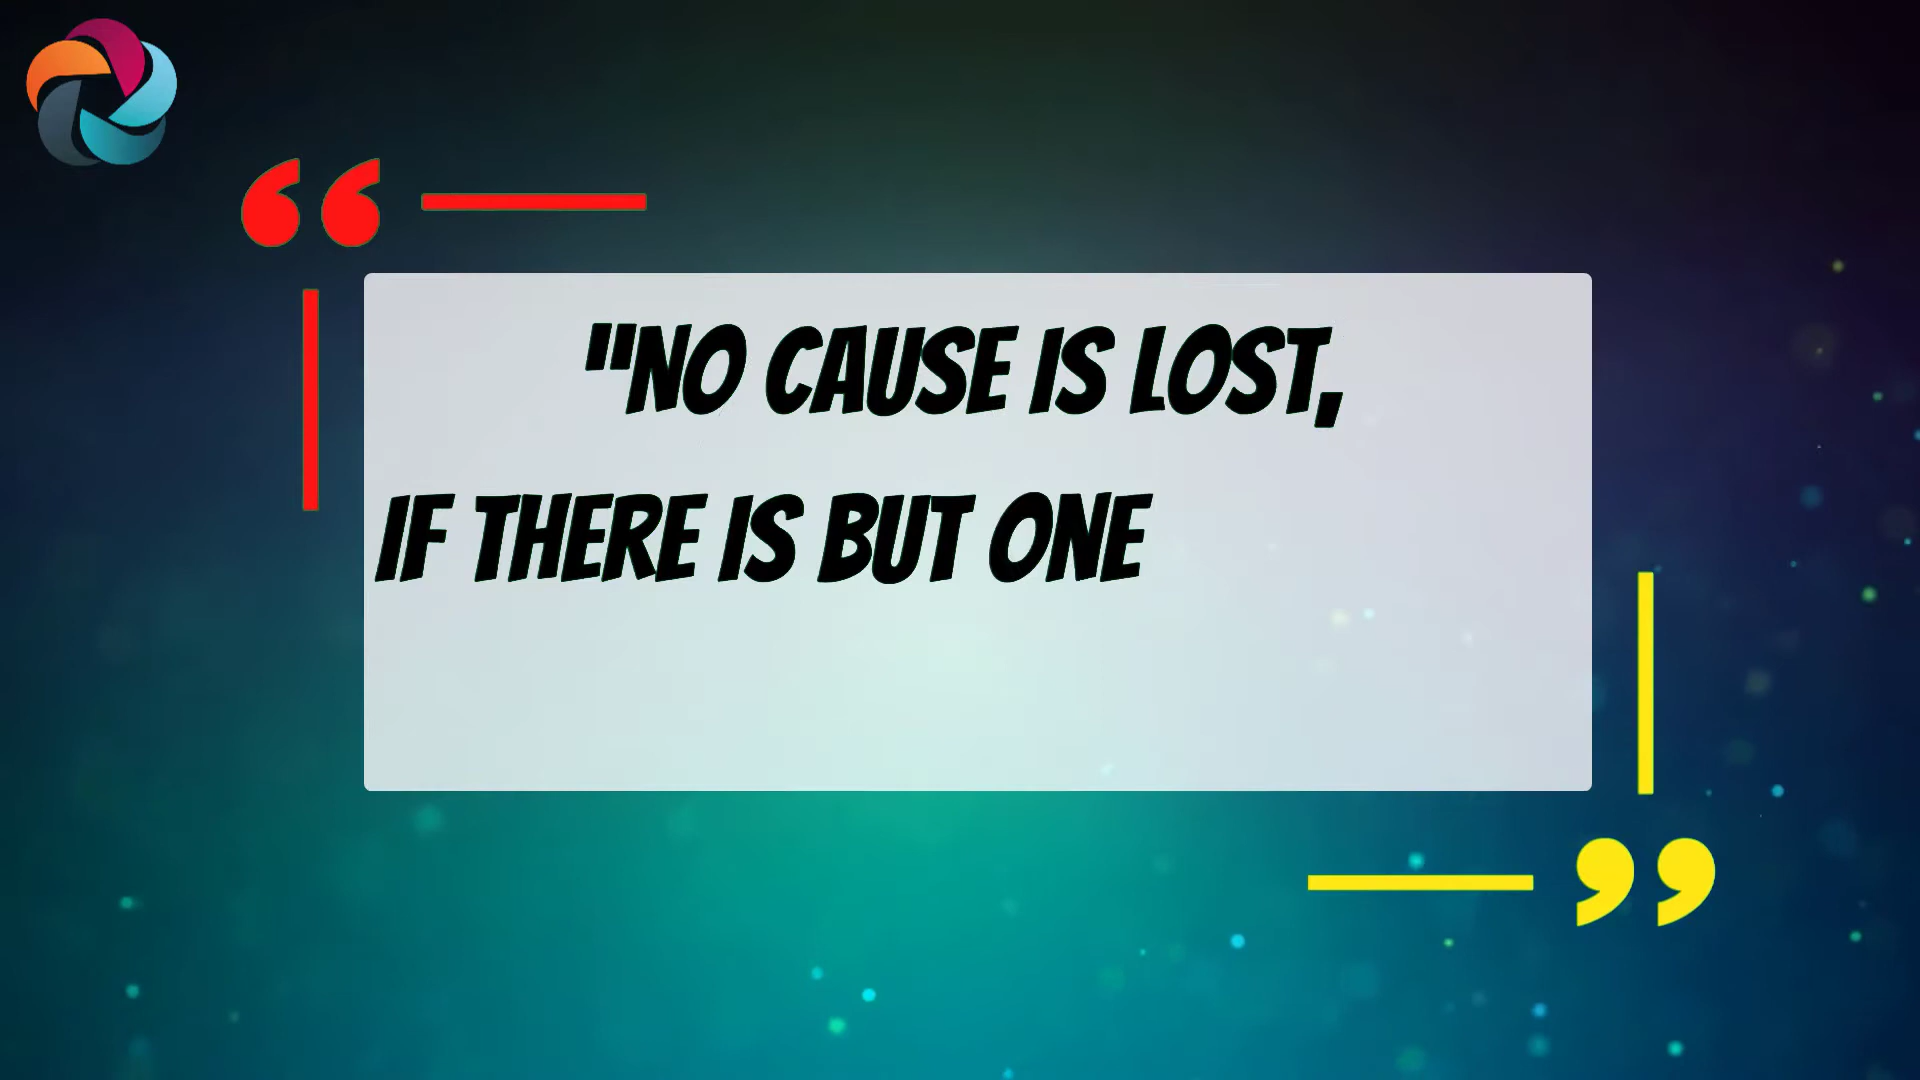 "NO CAUSE IS LOST,
IF THERE IS BUT ONE